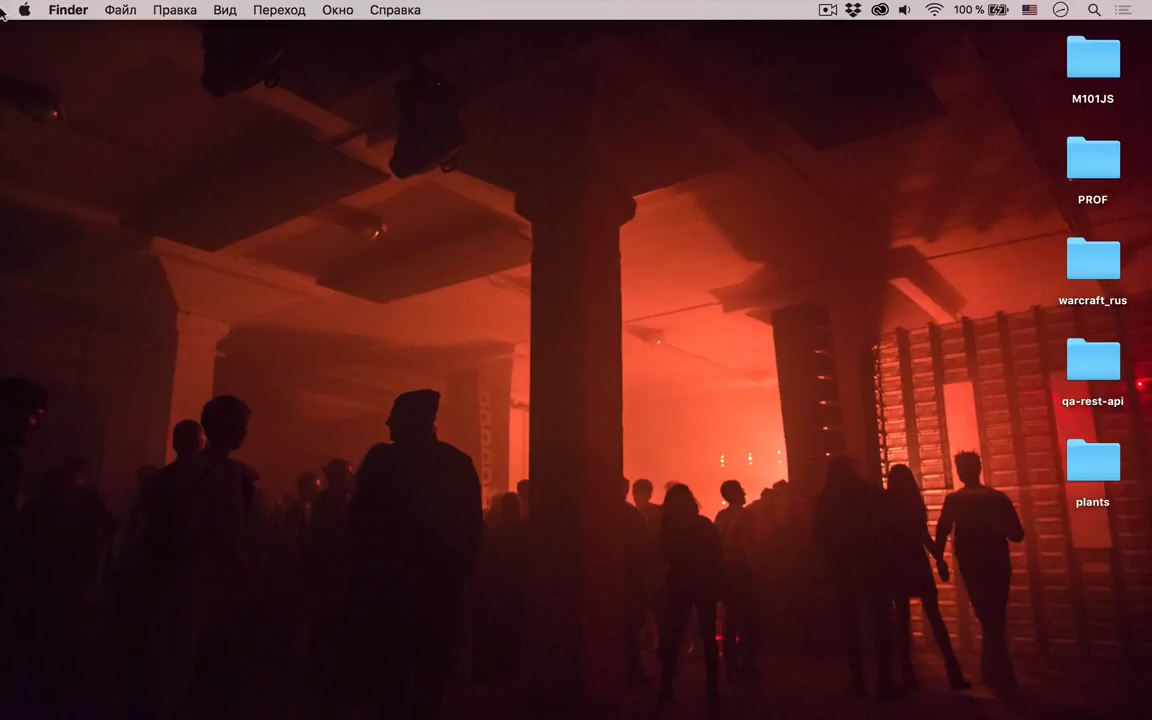 Finder Файл Правка Вид Переход Окно Справка 100 %
M101JS
PROF
warcraft_rus
qa-rest-api
plants